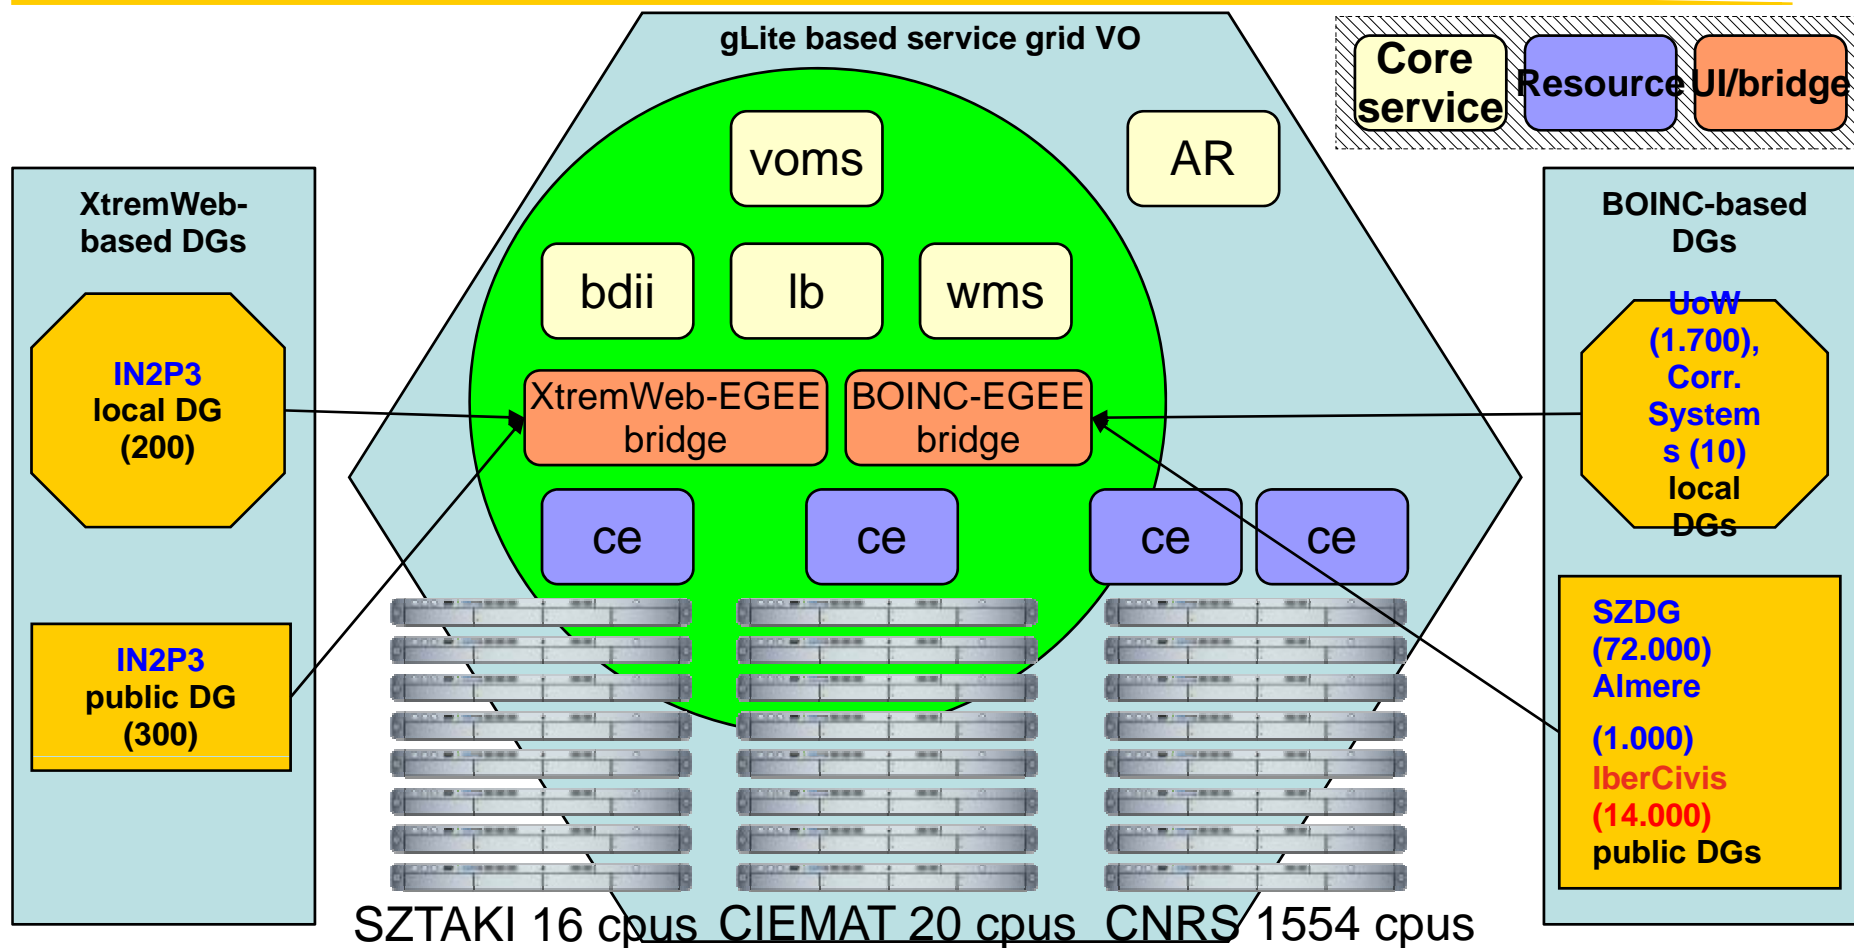 gLite based service grid VO
Core
service
Resource
UI/bridge
voms
AR
XtremWeb-
based DGs
BOINC-based
DGs
bdii
lb
wms
IN2P3
local DG
(200)
XtremWeb-EGEE
bridge
BOINC-EGEE
bridge
UoW
(1.700),
Corr.
System
s (10)
local
DGs
ce
ce
ce
ce
IN2P3
public DG
(300)
SZDG
(72.000)
Almere
(1.000)
IberCivis
(14.000)
public DGs
SZTAKI 16 cpus
CIEMAT 20 cpus
CNRS 1554 cpus